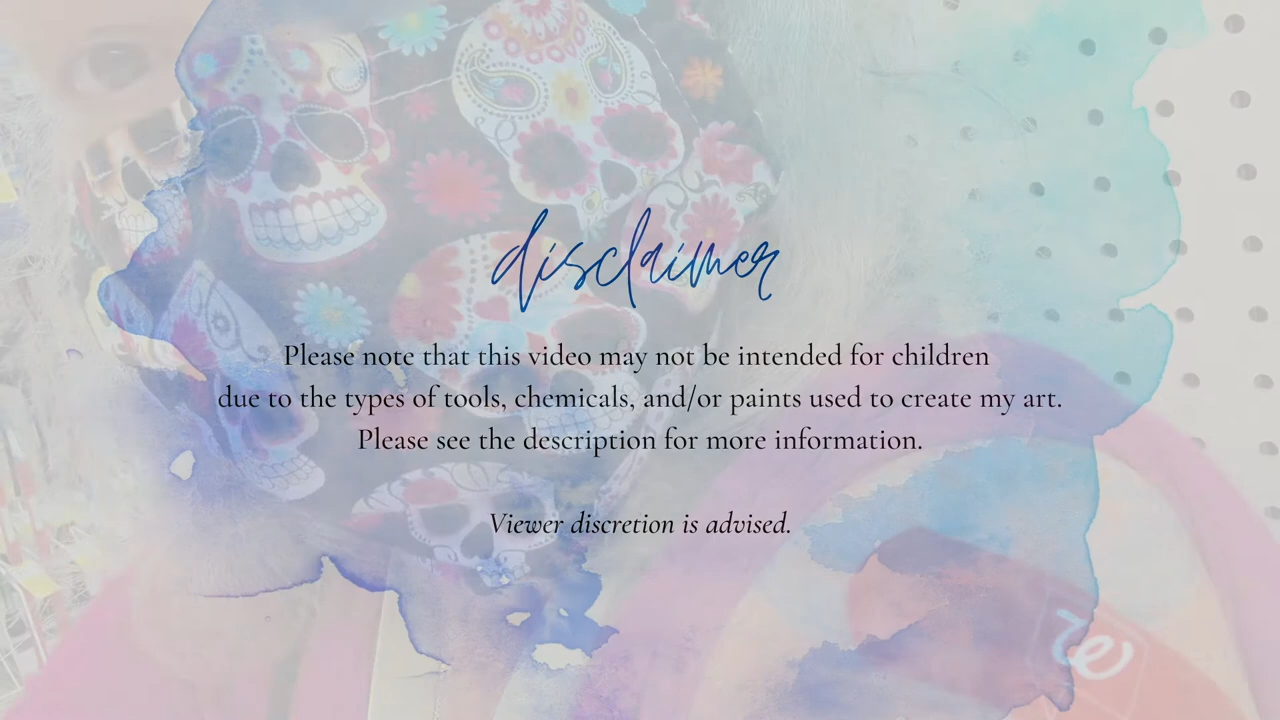 disclaimer
Please note that this video may not be intended for children
due to the types of tools, chemicals, and/or paints used to create my art.
Please see the description for more information.
Viewer discretion is advised.